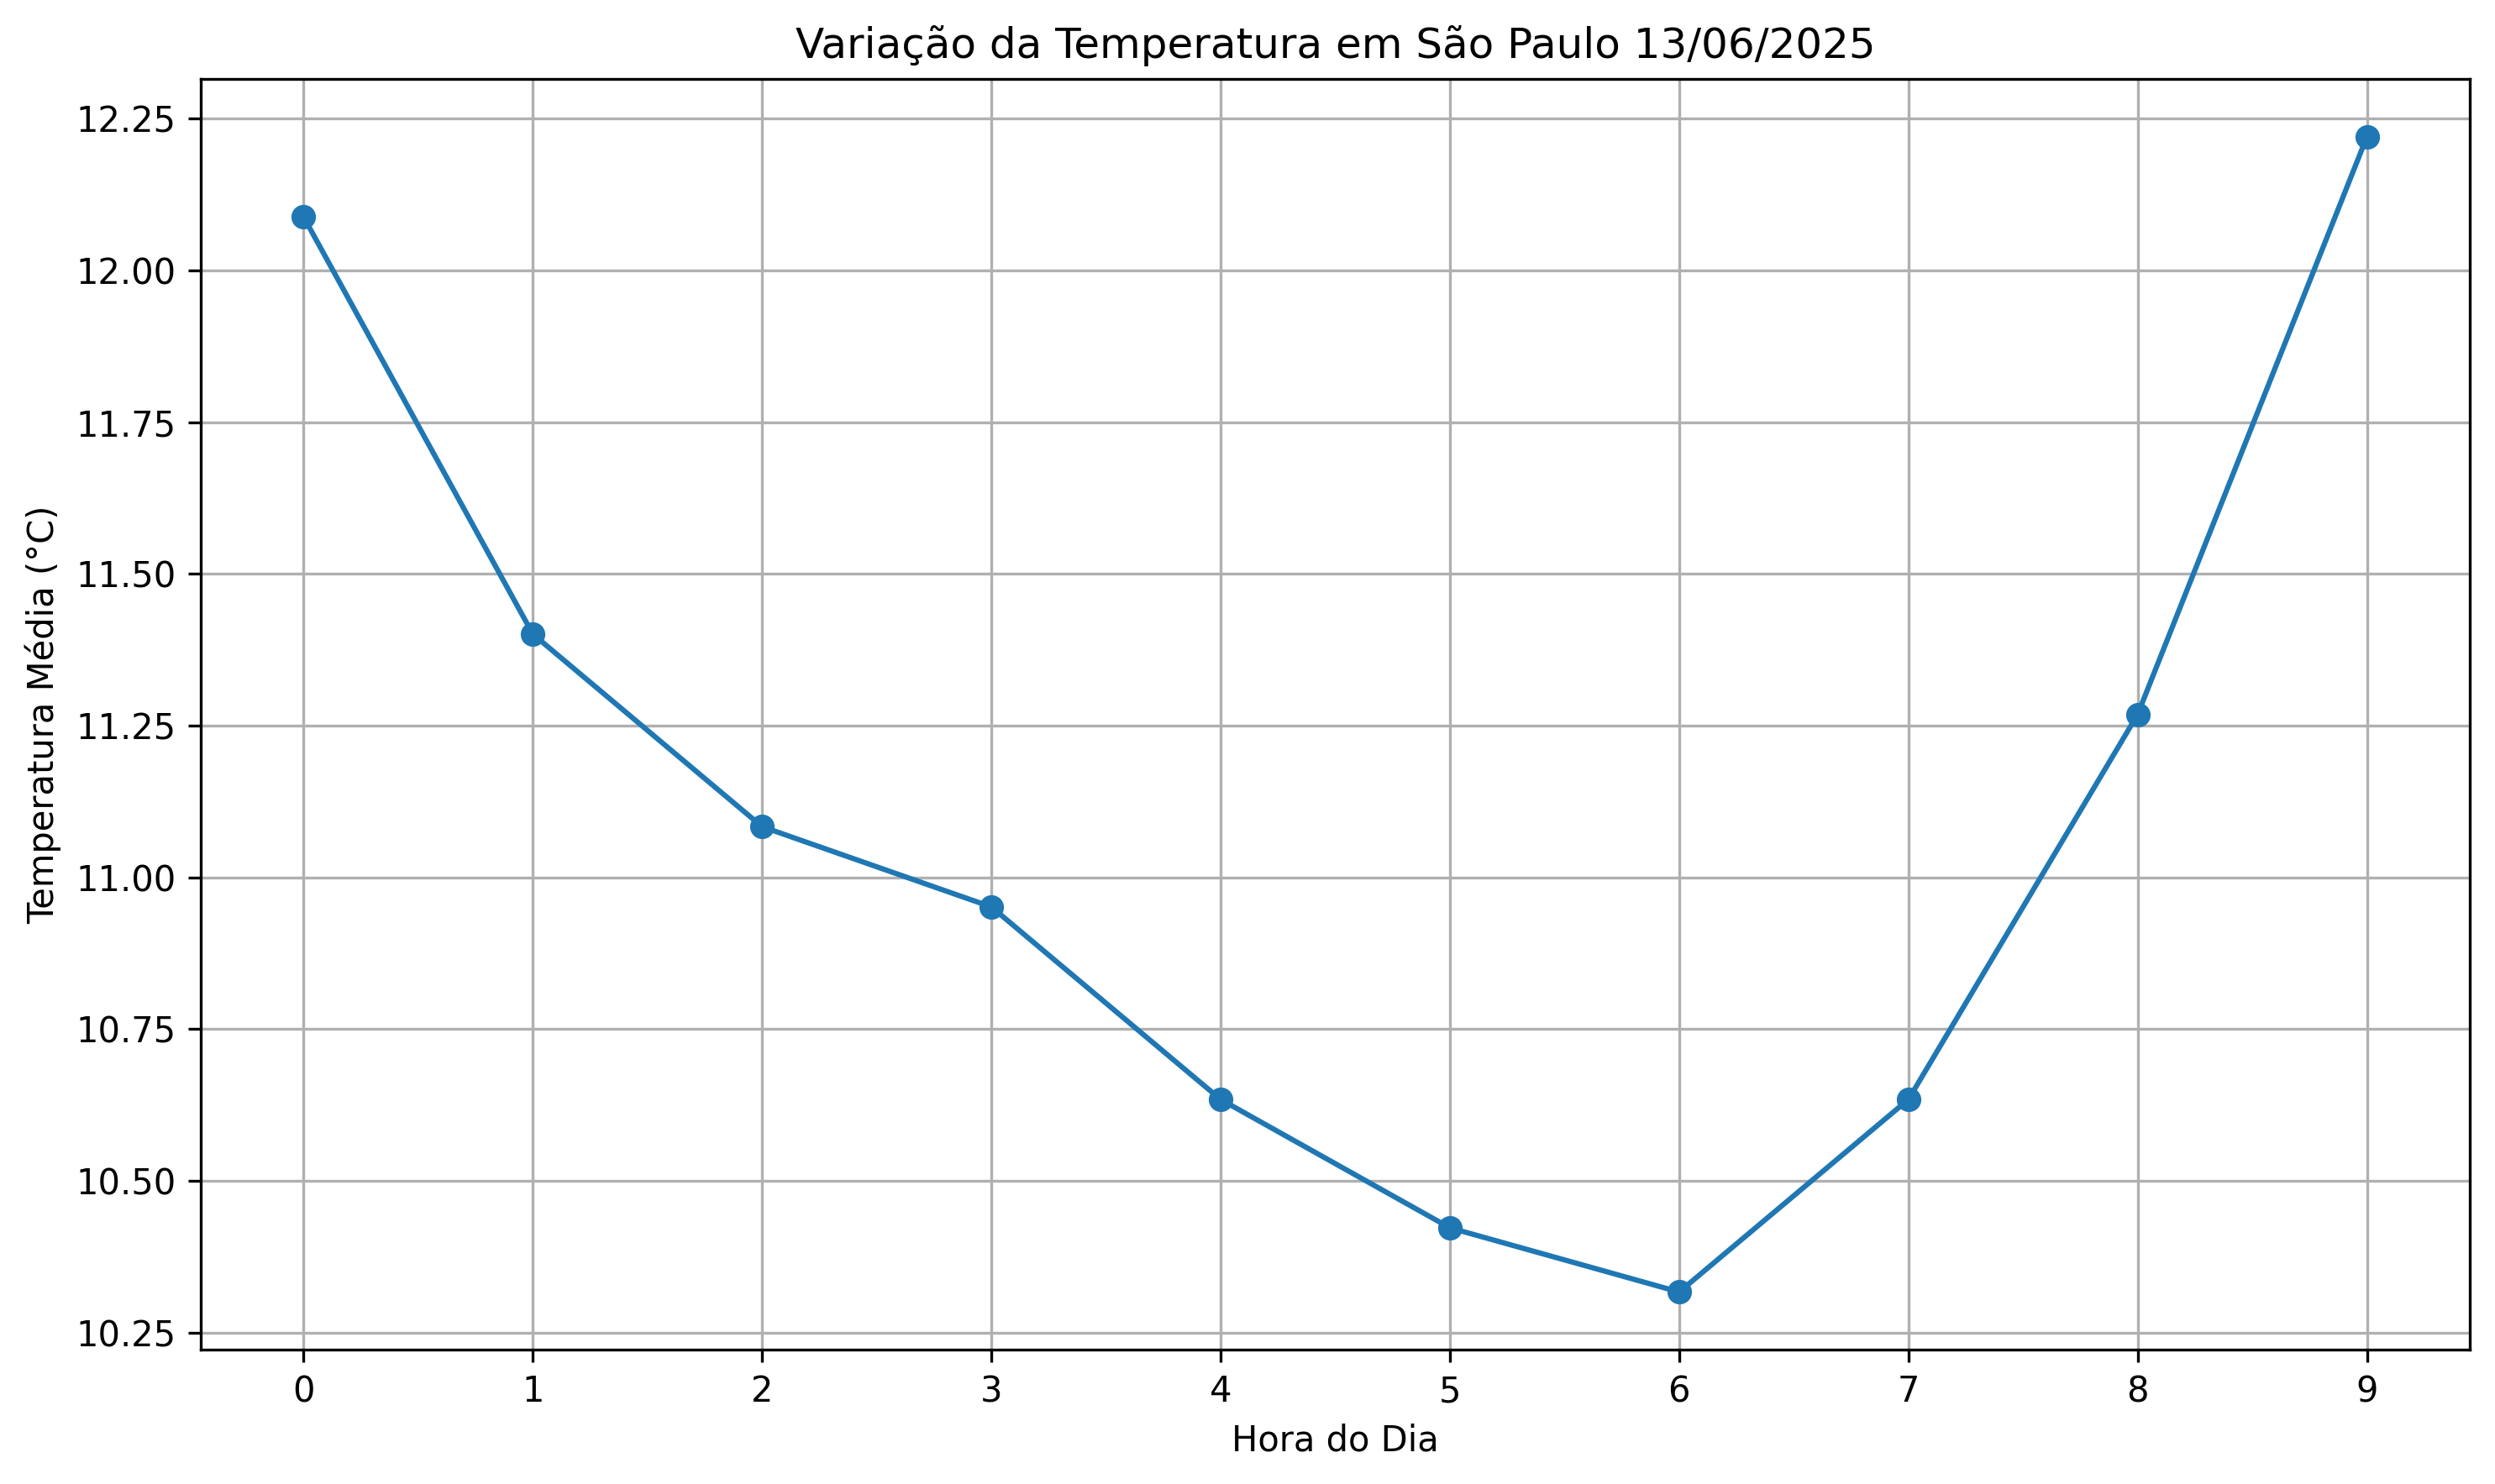 Variação da Temperatura em São Paulo 13/06/2025
Temperatura Média (°C)
12.25
12.00
11.75
11.50
11.25
11.00
10.75
10.50
10.25
0 1 2 3 4 5 6 7 8 9
Hora do Dia